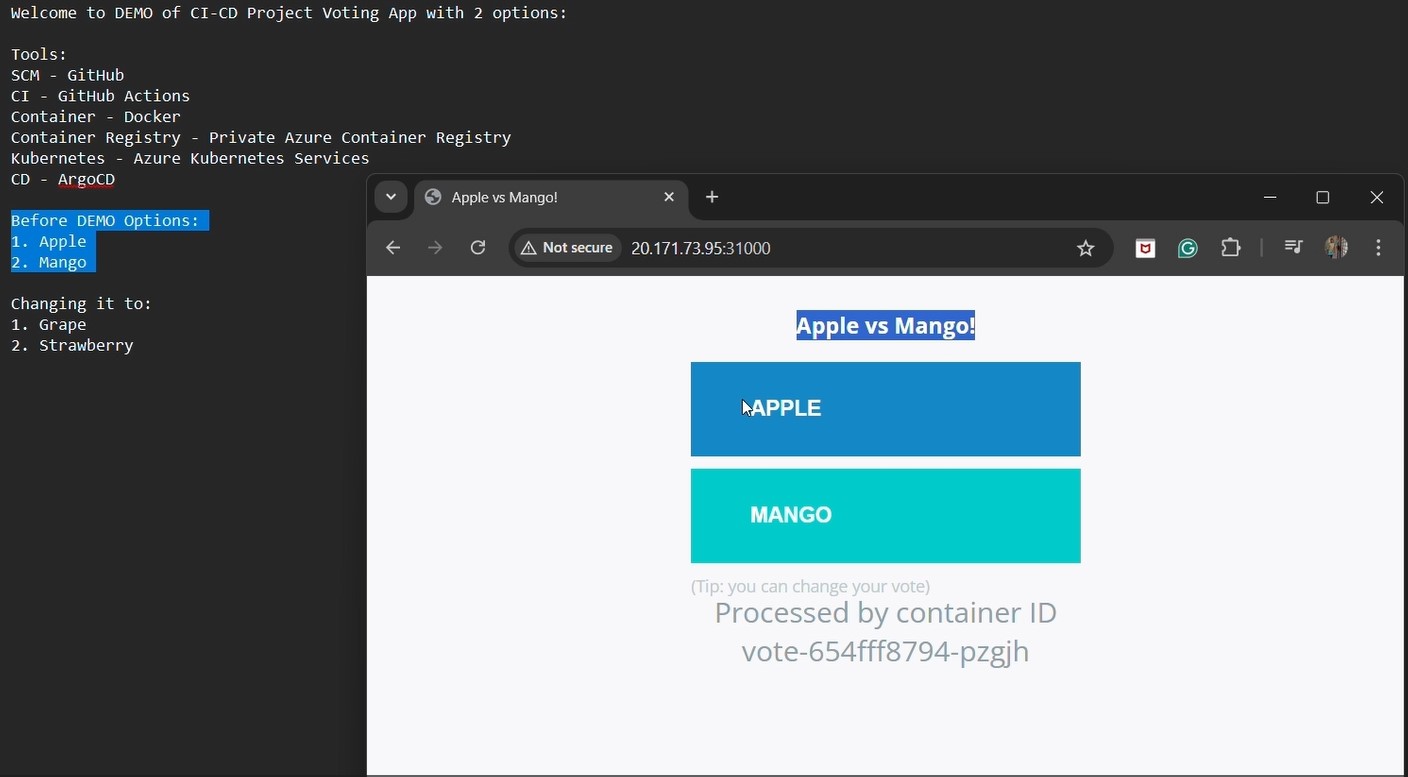 Welcome to DEMO of CI-CD Project Voting App with 2 options:
Tools:
SCM - GitHub
CI - GitHub Actions
Container - Docker
Container Registry - Private Azure Container Registry
Kubernetes - Azure Kubernetes Services
CD - ArgoCD
Before DEMO Options:
1. Apple
2. Mango
Changing it to:
1. Grape
2. Strawberry
Apple vs Mango!
Not secure 20.171.73.95:31000
Apple vs Mango!
APPLE
MANGO
(Tip: you can change your vote)
Processed by container ID
vote-654fff8794-pzgjh